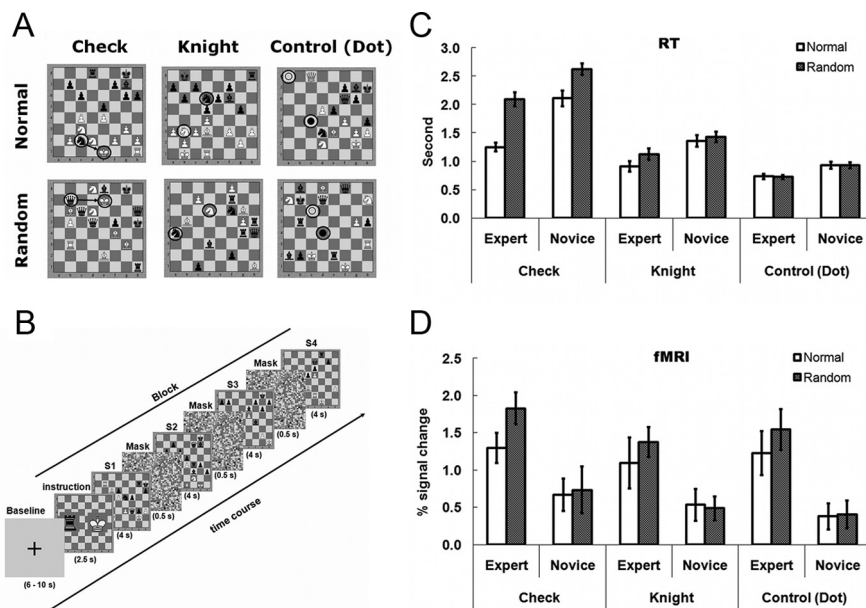 A
Check Knight Control (Dot)
Normal
Random
B
Block
time course
Baseline
(6 - 10 s)
instruction
(2.5 s)
S1
(4 s)
Mask
(0.5 s)
S2
(4 s)
Mask
(0.5 s)
S3
(4 s)
Mask
(0.5 s)
S4
(4 s)
C
RT
Normal
Random
Second
3.0
2.5
2.0
1.5
1.0
0.5
0.0
Expert Novice Expert Novice Expert Novice
Check Knight Control (Dot)
D
fMRI
Normal
Random
% signal change
2.5
2.0
1.5
1.0
0.5
0.0
Expert Novice Expert Novice Expert Novice
Check Knight Control (Dot)